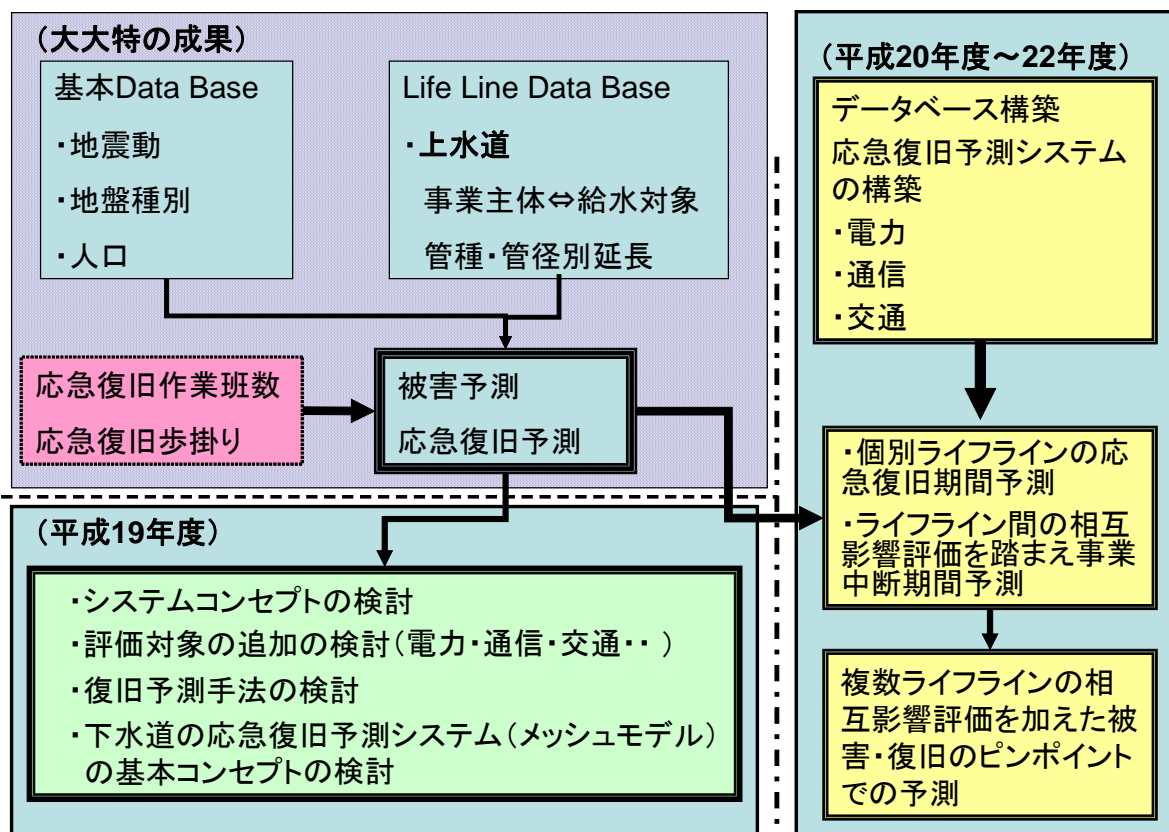 （大大特の成果）
基本Data Base
・地震動
・地盤種別
・人口
Life Line Data Base
・上水道
事業主体⇔給水対象
管種・管径別延長
応急復旧作業班数
応急復旧歩掛り
被害予測
応急復旧予測
（平成19年度）
・システムコンセプトの検討
・評価対象の追加の検討（電力・通信・交通・・ ）
・復旧予測手法の検討
・下水道の応急復旧予測システム（メッシュモデル）
の基本コンセプトの検討
（平成20年度～22年度）
データベース構築
応急復旧予測システム
の構築
・電力
・通信
・交通
・個別ライフラインの応
急復旧期間予測
・ライフライン間の相互
影響評価を踏まえ事業
中断期間予測
複数ライフラインの相
互影響評価を加えた被
害・復旧のピンポイント
での予測